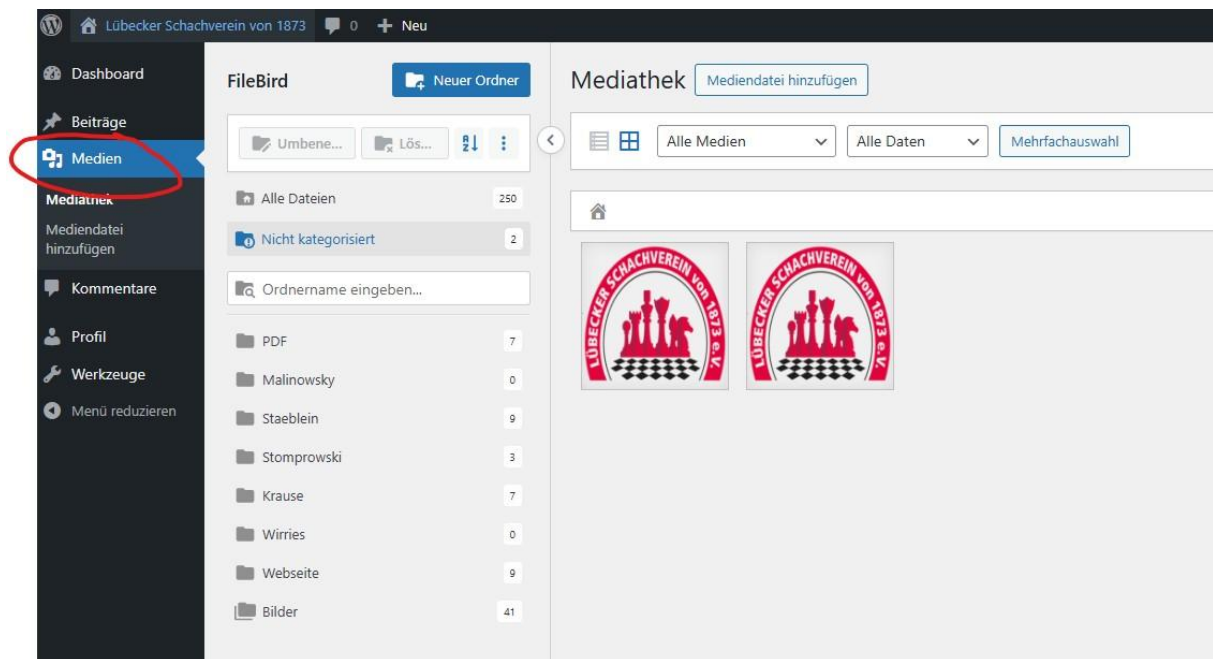 Lübecker Schachverein von 1873 0 + Neu
Dashboard
Beiträge
Medien
Mediathek
Mediendatei
hinzufügen
Kommentare
Profil
Werkzeuge
Menü reduzieren
FileBird
Neuer Ordner
Umbene...
Lös...
Alle Dateien 250
Nicht kategorisiert 2
Ordnername eingeben...
PDF 7
Malinowsky 0
Staeblein 9
Stomprowski 3
Krause 7
Wirries 0
Webseite 9
Bilder 41
Mediathek
Mediendatei hinzufügen
Alle Medien
Alle Daten
Mehrfachauswahl
LÜBECKER SCHACHVEREIN von 1873 e.V.
LÜBECKER SCHACHVEREIN von 1873 e.V.